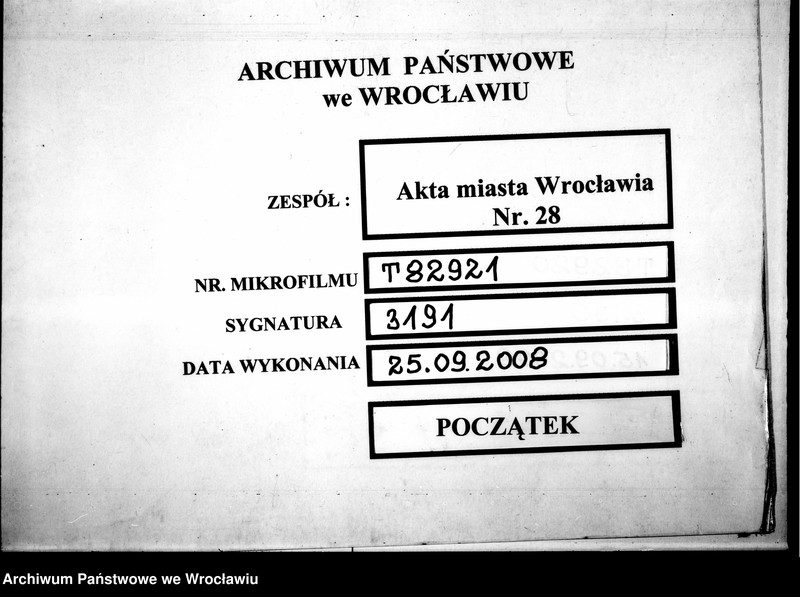 ARCHIWUM PAŃSTWOWE
we WROCŁAWIU
ZESPÓŁ :
Akta miasta Wrocławia
Nr. 28
NR. MIKROFILMU T82921
SYGNATURA 3191
DATA WYKONANIA 25.09.2008
POCZĄTEK
Archiwum Państwowe we Wrocławiu